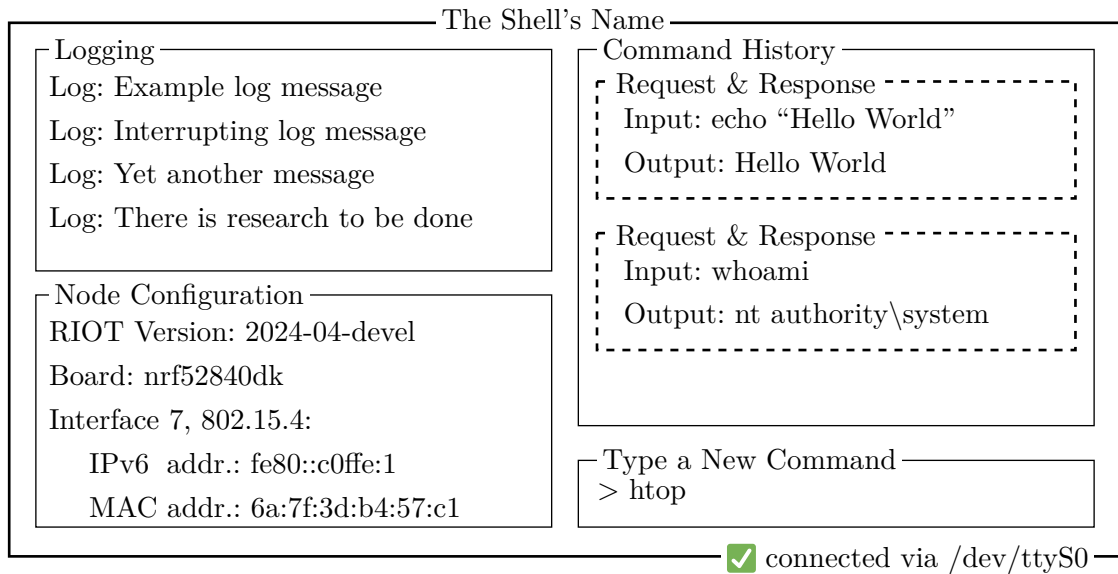 The Shell's Name
Logging
Log: Example log message
Log: Interrupting log message
Log: Yet another message
Log: There is research to be done
Node Configuration
RIOT Version: 2024-04-devel
Board: nrf52840dk
Interface 7, 802.15.4:
IPv6 addr.: fe80::c0ffe:1
MAC addr.: 6a:7f:3d:b4:57:c1
Command History
Request & Response
Input: echo “Hello World”
Output: Hello World
Request & Response
Input: whoami
Output: nt authority\system
Type a New Command
> htop
✅ connected via /dev/ttyS0